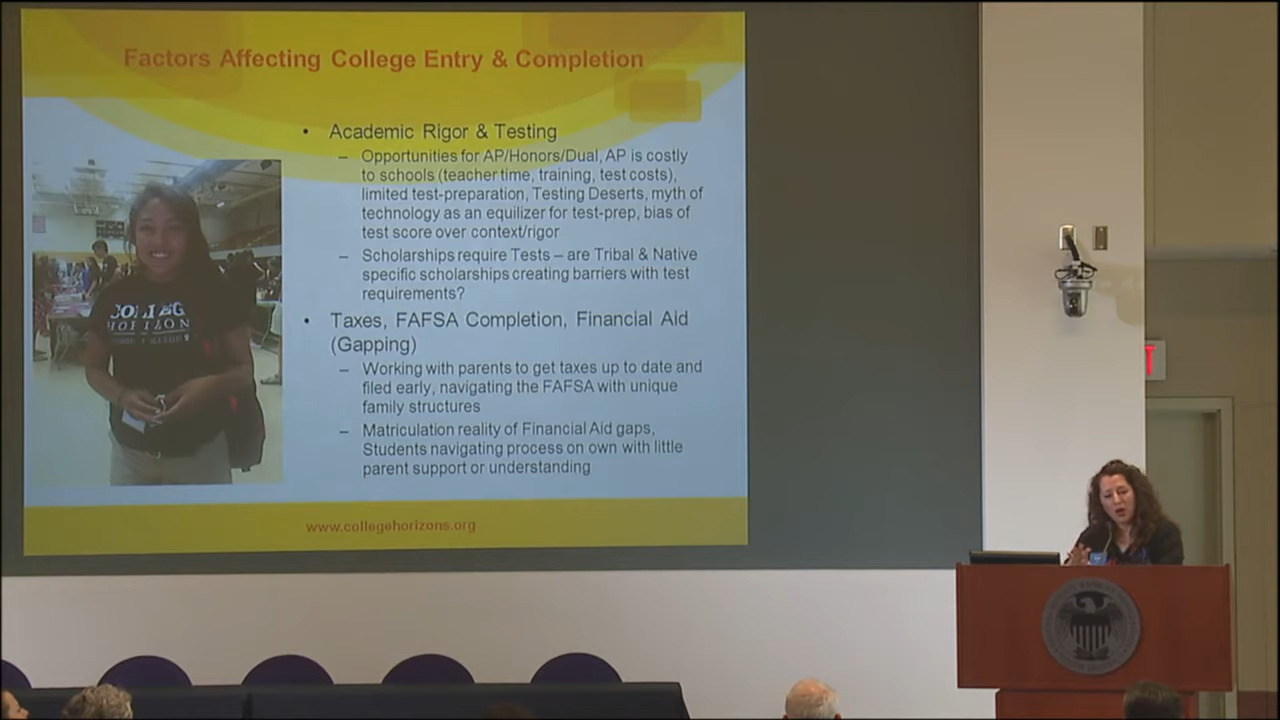 Factors Affecting College Entry & Completion
• Academic Rigor & Testing
– Opportunities for AP/Honors/Dual, AP is costly
to schools (teacher time, training, test costs),
limited test-preparation, Testing Deserts, myth of
technology as an equilizer for test-prep, bias of
test score over context/rigor
– Scholarships require Tests – are Tribal & Native
specific scholarships creating barriers with test
requirements?
• Taxes, FAFSA Completion, Financial Aid
(Gapping)
– Working with parents to get taxes up to date and
filed early, navigating the FAFSA with unique
family structures
– Matriculation reality of Financial Aid gaps,
Students navigating process on own with little
parent support or understanding
www.collegehorizons.org
COLLEGE
HORIZONS
T